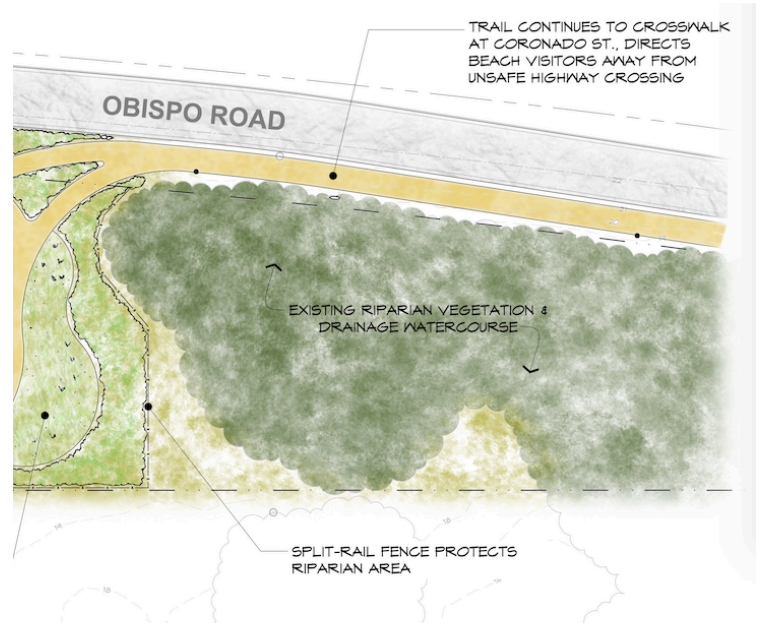 TRAIL CONTINUES TO CROSSWALK
AT CORONADO ST., DIRECTS
BEACH VISITORS AWAY FROM
UNSAFE HIGHWAY CROSSING
OBISPO ROAD
EXISTING RIPARIAN VEGETATION &
DRAINAGE WATERCOURSE
SPLIT-RAIL FENCE PROTECTS
RIPARIAN AREA